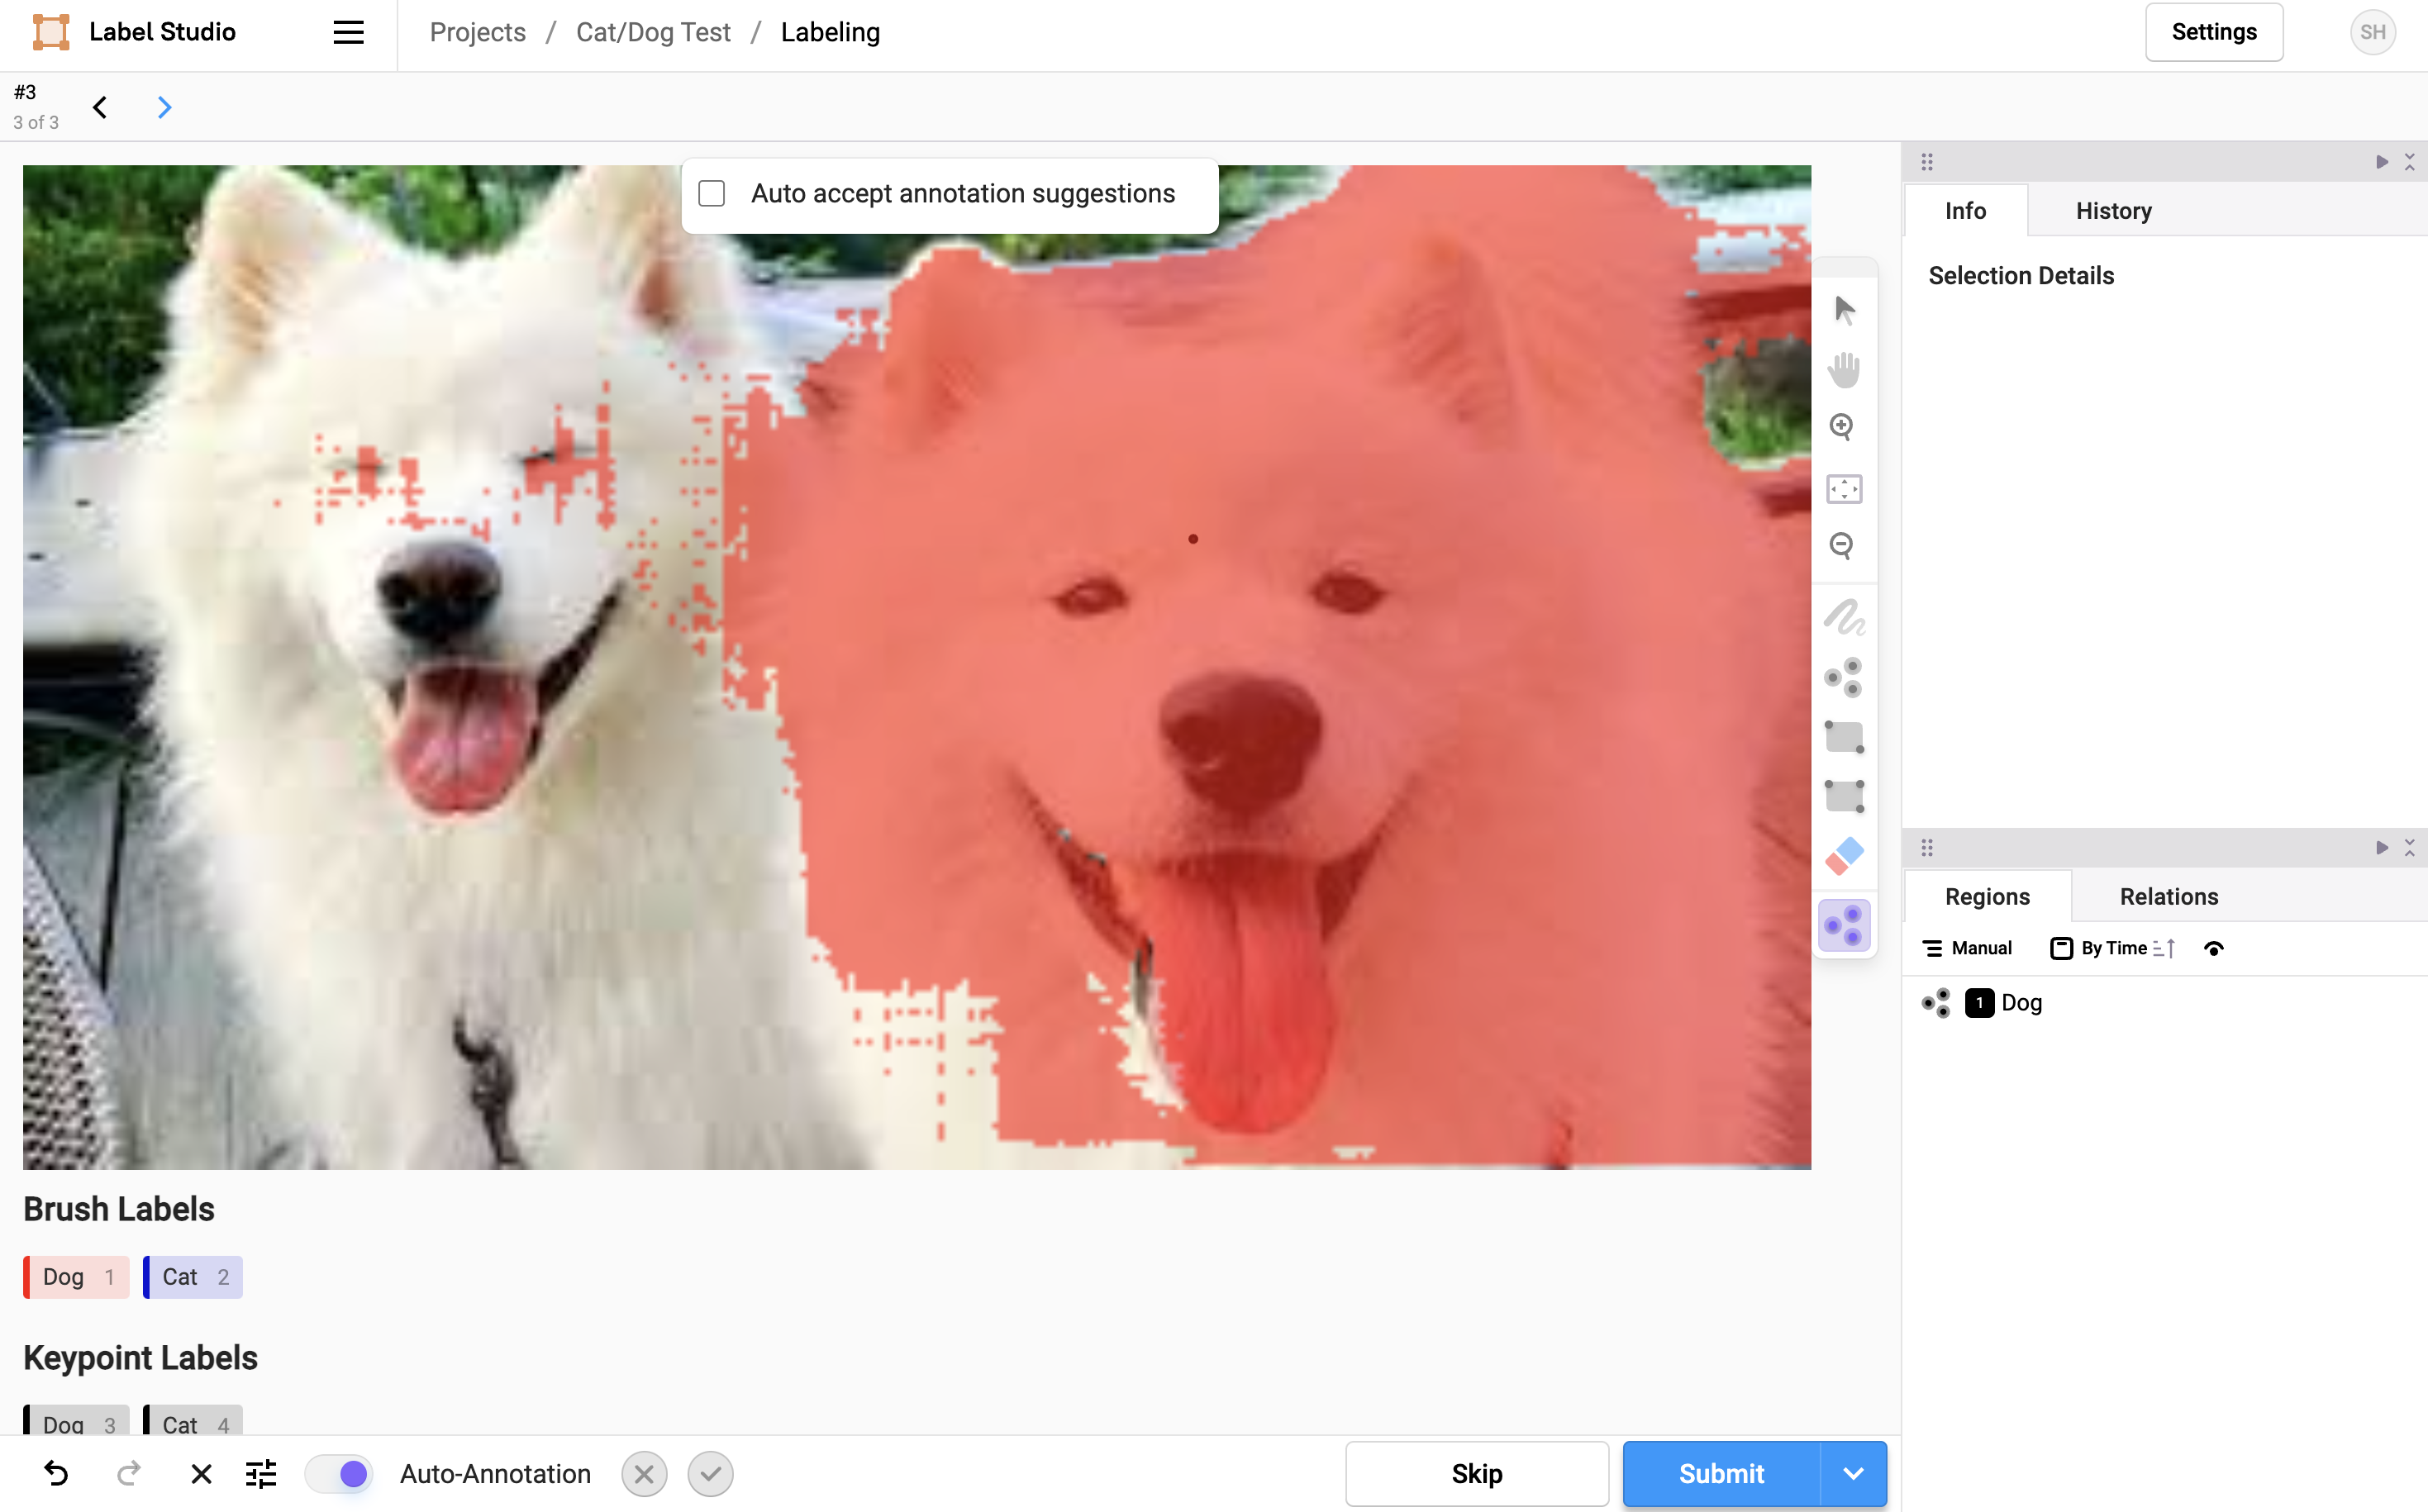 Label Studio
Projects / Cat/Dog Test / Labeling
Settings
SH
#3
3 of 3
Auto accept annotation suggestions
Info
History
Selection Details
Regions
Relations
Manual
By Time
1 Dog
Brush Labels
Dog 1
Cat 2
Keypoint Labels
Dog 3
Cat 4
Auto-Annotation
Skip
Submit